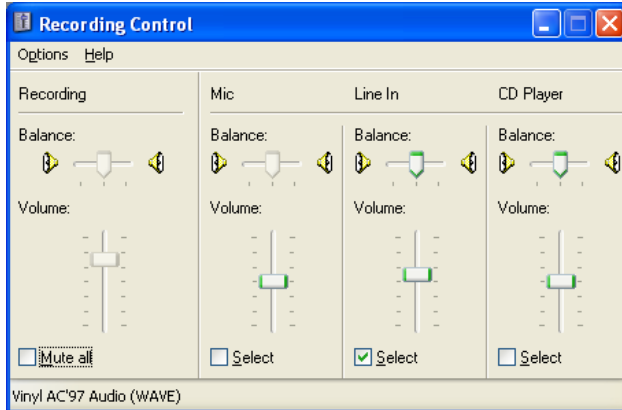 Recording Control
Options Help
Recording Mic Line In CD Player
Balance: Balance: Balance: Balance:
Volume: Volume: Volume: Volume:
Mute all Select Select Select
Vinyl AC'97 Audio (WAVE)